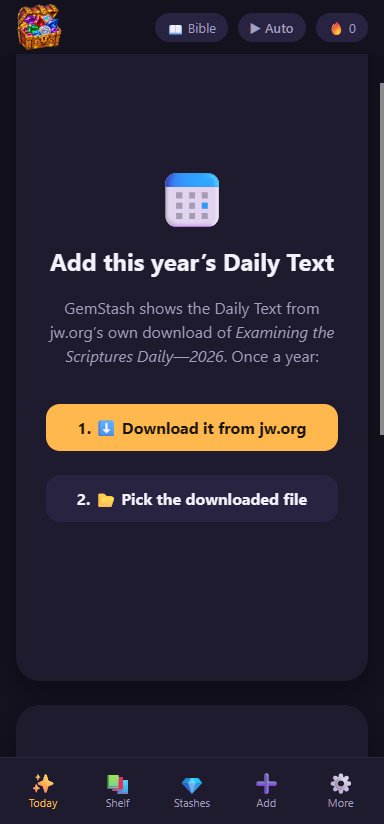 Bible
Auto
0
Add this year’s Daily Text
GemStash shows the Daily Text from
jw.org’s own download of Examining the
Scriptures Daily—2026. Once a year:
1. ⬇️ Download it from jw.org
2. 📂 Pick the downloaded file
Today
Shelf
Stashes
Add
More